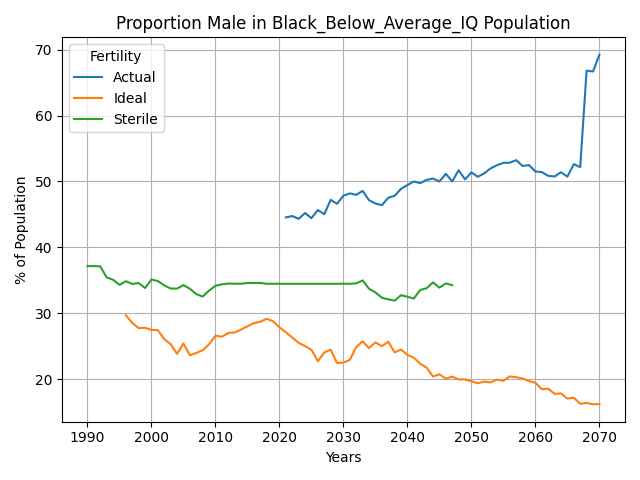 Proportion Male in Black_Below_Average_IQ Population
Fertility
Actual
Ideal
Sterile
% of Population
70
60
50
40
30
20
1990 2000 2010 2020 2030 2040 2050 2060 2070
Years